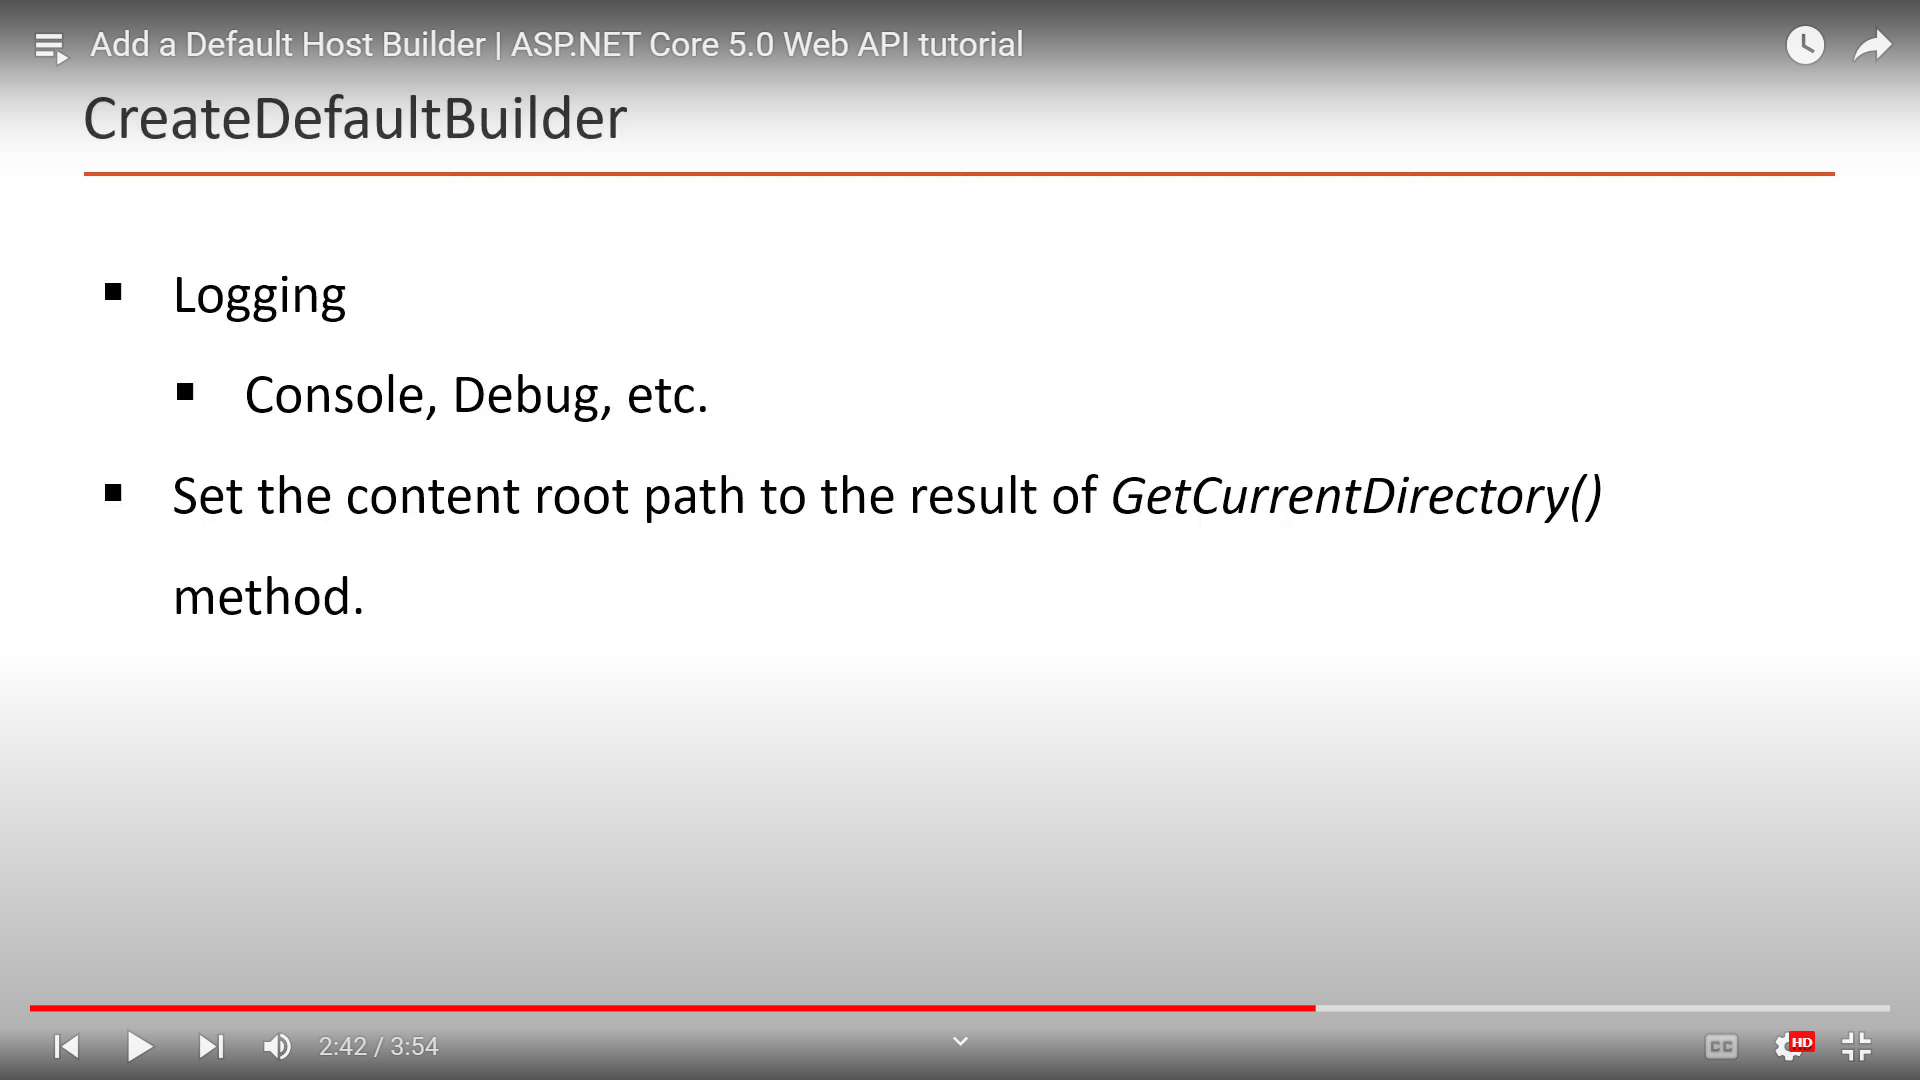 Add a Default Host Builder | ASP.NET Core 5.0 Web API tutorial
CreateDefaultBuilder
Logging
Console, Debug, etc.
Set the content root path to the result of GetCurrentDirectory()
method.
2:42 / 3:54
CC
HD